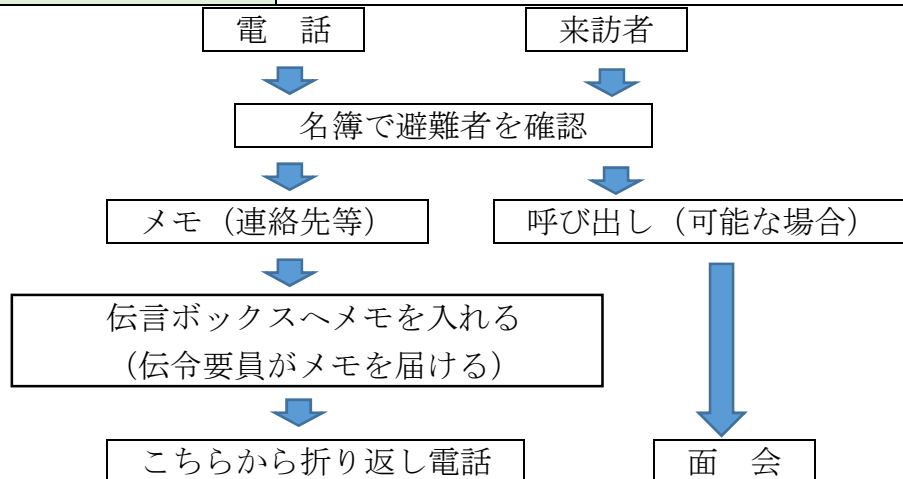 電　話
来訪者
名簿で避難者を確認
メモ（連絡先等）
呼び出し（可能な場合）
伝言ボックスへメモを入れる
（伝令要員がメモを届ける）
こちらから折り返し電話
面　会